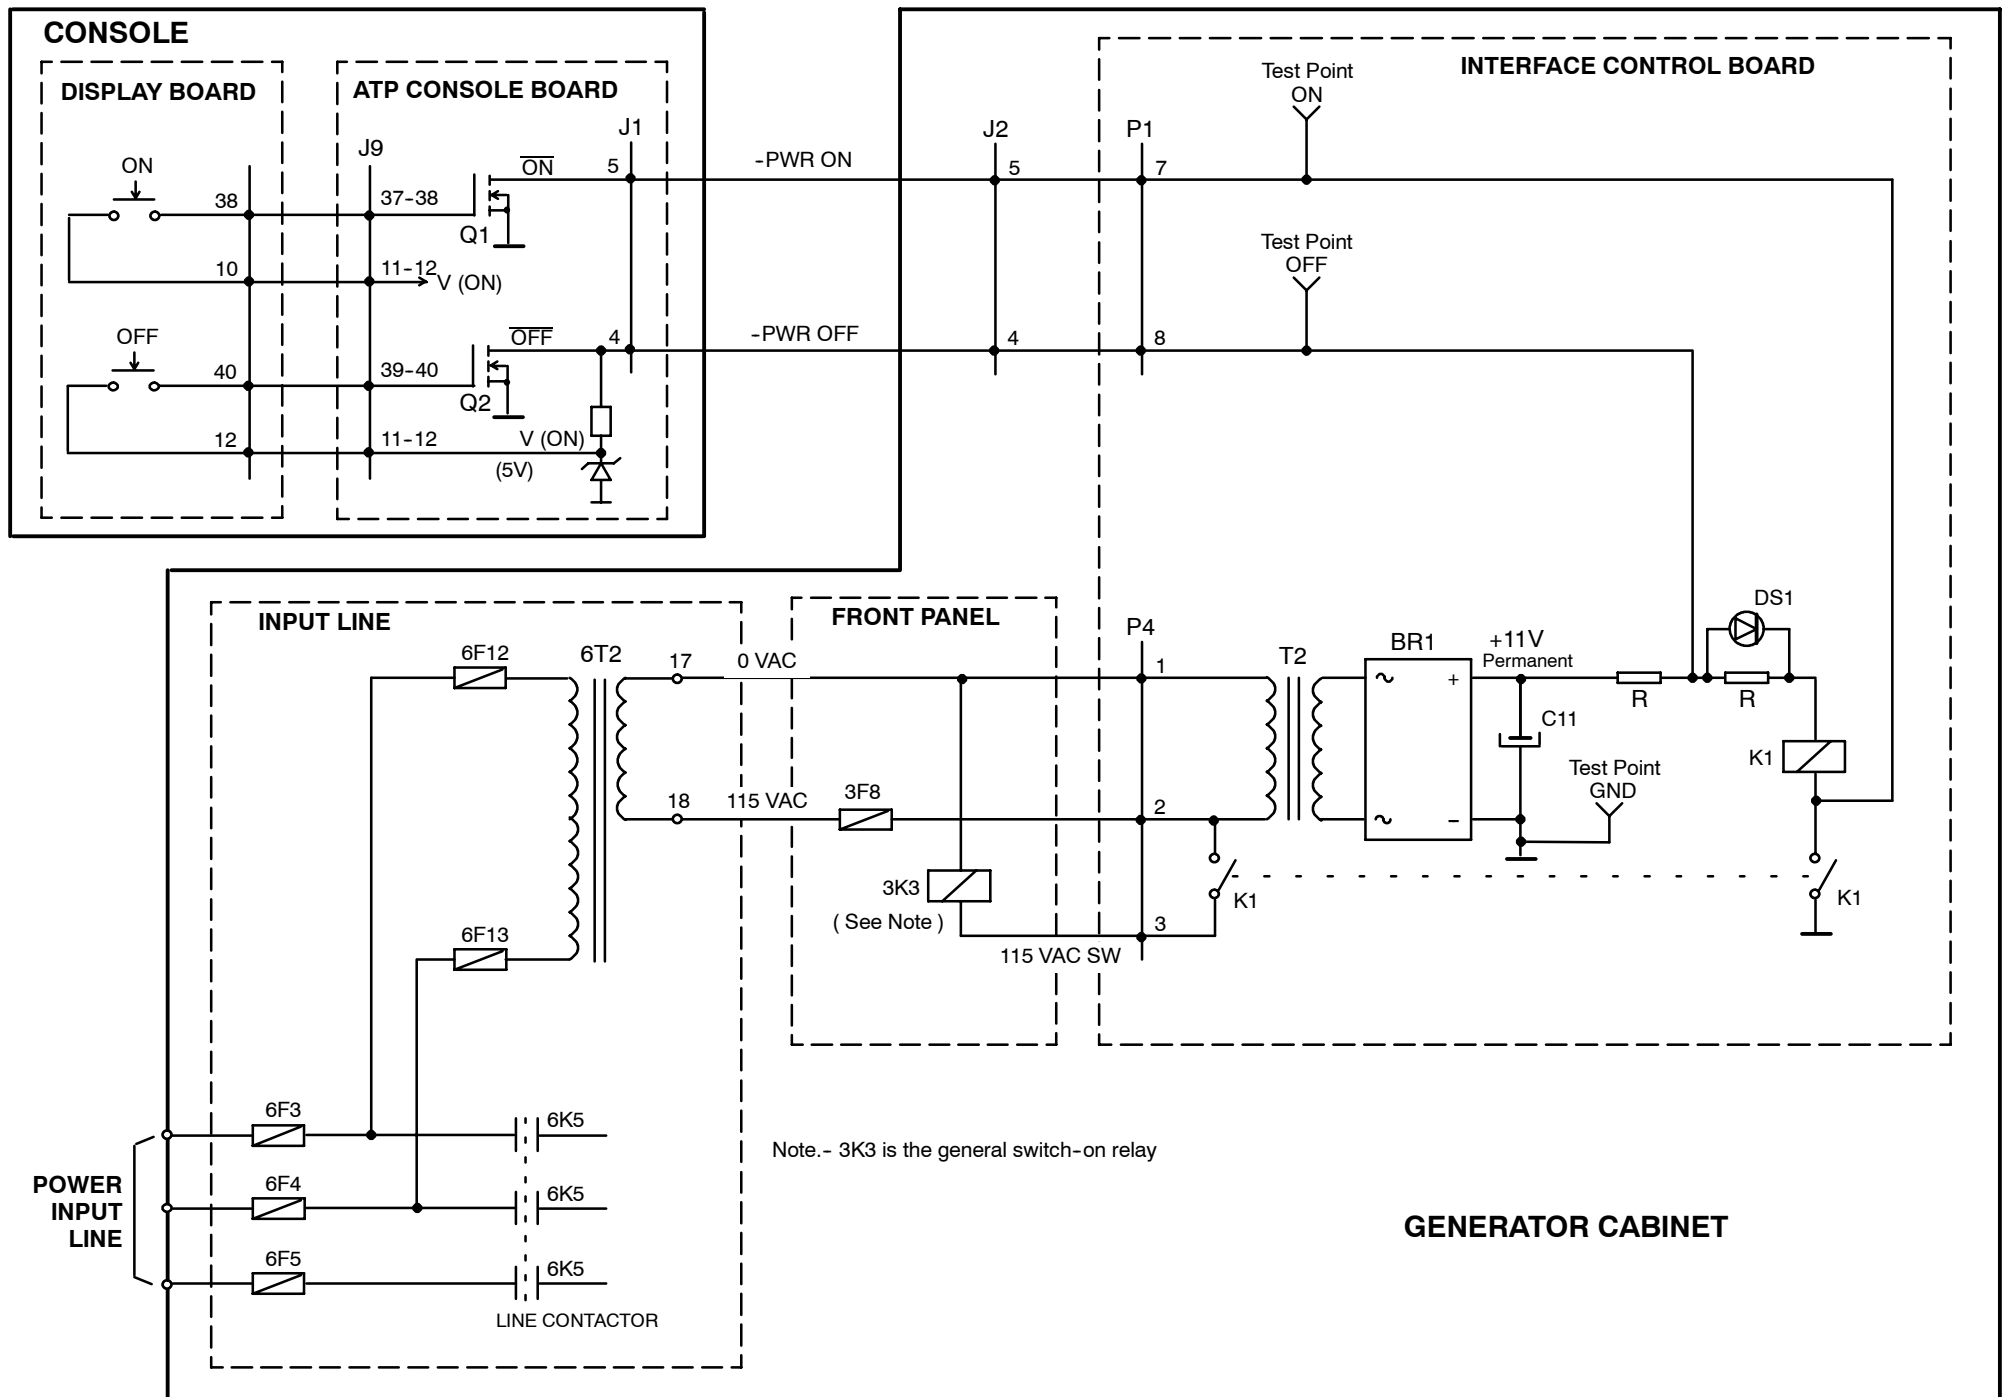 CONSOLE
DISPLAY BOARD
ON
38
10
OFF
40
12
ATP CONSOLE BOARD
J9
J1
37-38
ON
5
Q1
11-12
V (ON)
OFF
4
39-40
Q2
11-12
V (ON)
(5V)
-PWR ON
-PWR OFF
J2
5
4
INTERFACE CONTROL BOARD
P1
7
8
Test Point
ON
Test Point
OFF
INPUT LINE
6F12
6T2
17
0 VAC
18
115 VAC
6F13
FRONT PANEL
3F8
3K3
( See Note )
115 VAC SW
P4
1
2
3
K1
T2
BR1
~
+
~
-
+11V
Permanent
C11
Test Point
GND
R
R
DS1
K1
K1
POWER
INPUT
LINE
6F3
6K5
6F4
6K5
6F5
6K5
LINE CONTACTOR
Note.- 3K3 is the general switch-on relay
GENERATOR CABINET